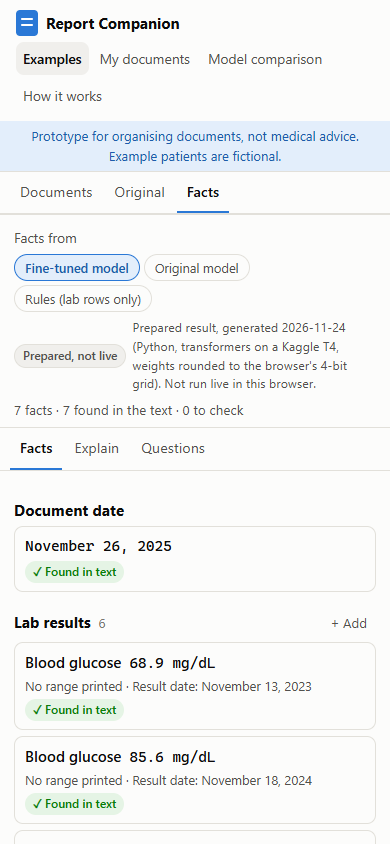 Report Companion
Examples
My documents
Model comparison
How it works
Prototype for organising documents, not medical advice.
Example patients are fictional.
Documents
Original
Facts
Facts from
Fine-tuned model
Original model
Rules (lab rows only)
Prepared, not live
Prepared result, generated 2026-11-24
(Python, transformers on a Kaggle T4,
weights rounded to the browser's 4-bit
grid). Not run live in this browser.
7 facts · 7 found in the text · 0 to check
Facts
Explain
Questions
Document date
November 26, 2025
✓ Found in text
Lab results 6
+ Add
Blood glucose 68.9 mg/dL
No range printed · Result date: November 13, 2023
✓ Found in text
Blood glucose 85.6 mg/dL
No range printed · Result date: November 18, 2024
✓ Found in text